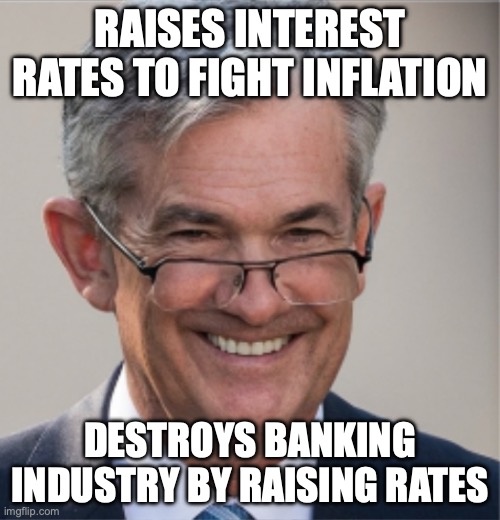 RAISES INTEREST
RATES TO FIGHT INFLATION
DESTROYS BANKING
INDUSTRY BY RAISING RATES
imgflip.com